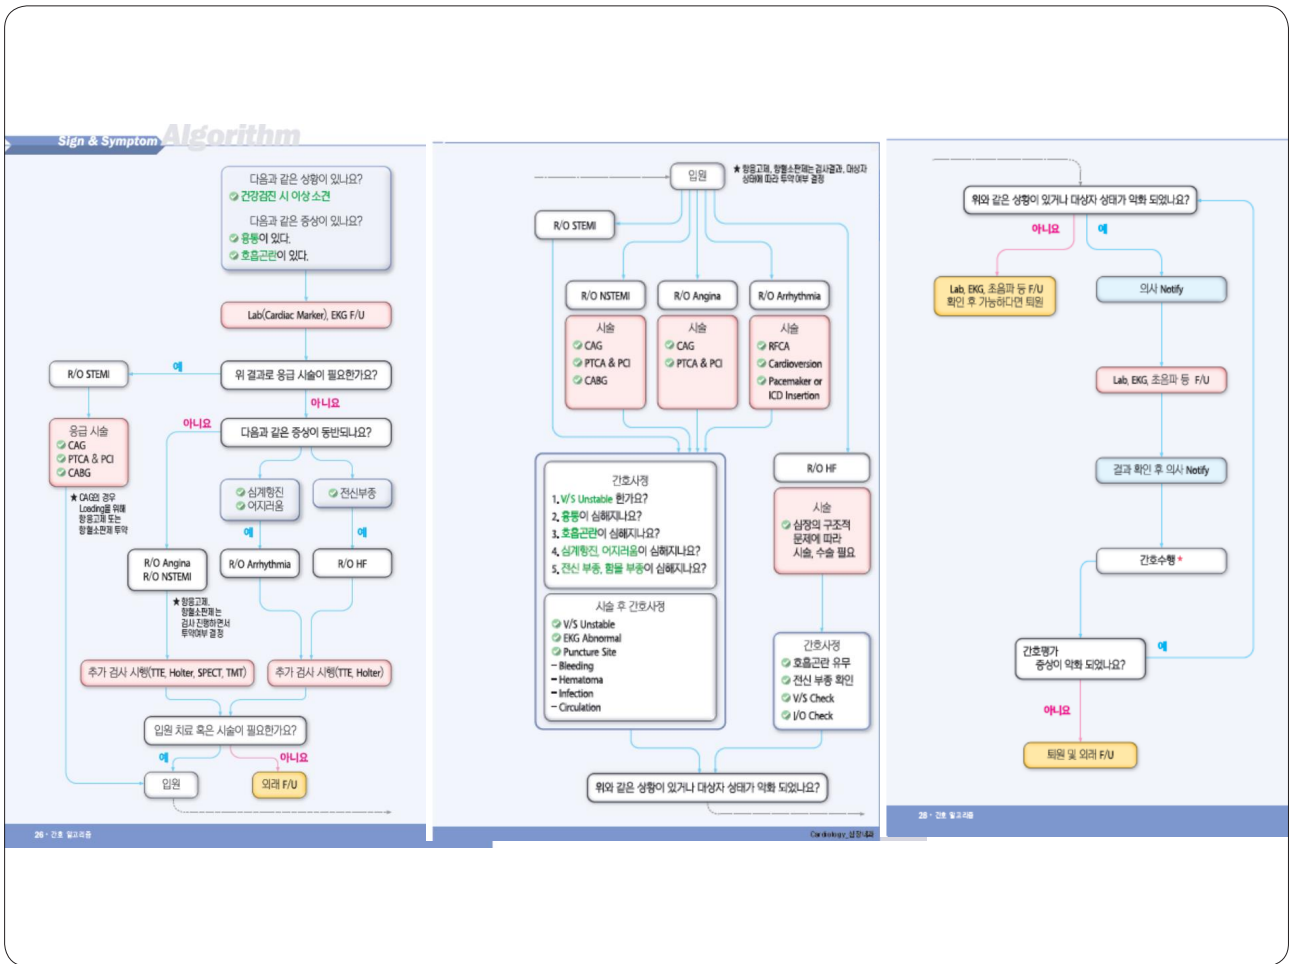 Sign & Symptom Algorithm
다음과 같은 상황이 있나요?
건강검진 시 이상 소견
다음과 같은 증상이 있나요?
흉통이 있다.
호흡곤란이 있다.
Lab(Cardiac Marker), EKG F/U
위 결과로 응급 시술이 필요한가요?
예
R/O STEMI
아니요
응급 시술
CAG
PTCA & PCI
CABG
★ CAG의 경우
Loading을 위해
항응고제 또는
항혈소판제 투약
다음과 같은 증상이 동반되나요?
아니요
심계항진
어지러움
전신부종
예
예
R/O Angina
R/O NSTEMI
R/O Arrhythmia
R/O HF
★ 항응고제,
항혈소판제는
검사 진행하면서
투약여부 결정
추가 검사 시행(TTE, Holter, SPECT, TMT)
추가 검사 시행(TTE, Holter)
입원 치료 혹은 시술이 필요한가요?
예
아니요
입원
외래 F/U
26 · 간호 알고리즘
입원
★ 항응고제, 항혈소판제는 검사결과, 대상자
상태에 따라 투약여부 결정
R/O STEMI
R/O NSTEMI
R/O Angina
R/O Arrhythmia
시술
CAG
PTCA & PCI
CABG
시술
CAG
PTCA & PCI
시술
RFCA
Cardioversion
Pacemaker or
ICD Insertion
간호사정
1. V/S Unstable 한가요?
2. 흉통이 심해지나요?
3. 호흡곤란이 심해지나요?
4. 심계항진, 어지러움이 심해지나요?
5. 전신 부종, 함몰 부종이 심해지나요?
시술 후 간호사정
V/S Unstable
EKG Abnormal
Puncture Site
– Bleeding
– Hematoma
– Infection
– Circulation
R/O HF
시술
심장의 구조적
문제에 따라
시술, 수술 필요
간호사정
호흡곤란 유무
전신 부종 확인
V/S Check
I/O Check
위와 같은 상황이 있거나 대상자 상태가 악화 되었나요?
Cardiology_심장내과
위와 같은 상황이 있거나 대상자 상태가 악화 되었나요?
아니요
예
Lab, EKG, 초음파 등 F/U
확인 후 가능하다면 퇴원
의사 Notify
Lab, EKG, 초음파 등 F/U
결과 확인 후 의사 Notify
간호수행 *
간호평가
증상이 악화 되었나요?
예
아니요
퇴원 및 외래 F/U
28 · 간호 알고리즘